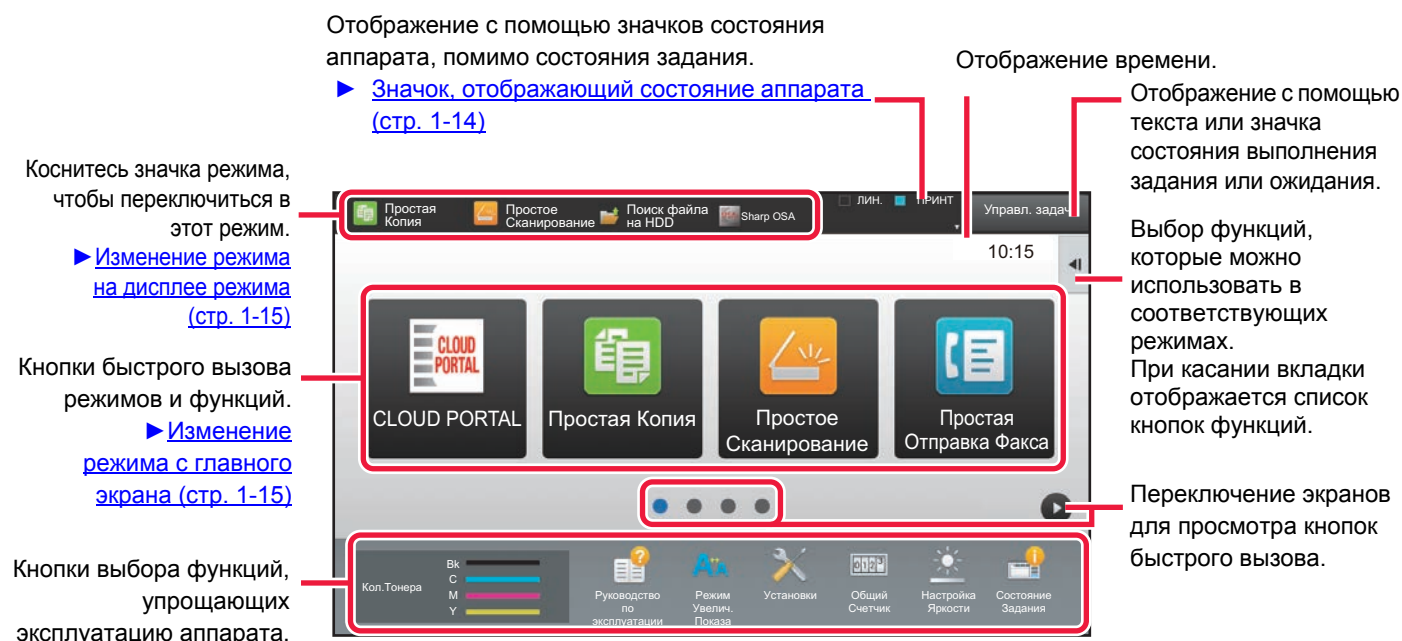 Отображение с помощью значков состояния
аппарата, помимо состояния задания.
► Значок, отображающий состояние аппарата
(стр. 1-14)
Отображение времени.
Отображение с помощью
текста или значка
состояния выполнения
задания или ожидания.
Коснитесь значка режима,
чтобы переключиться в
этот режим.
►Изменение режима
на дисплее режима
(стр. 1-15)
Простая
Копия
Простое
Сканирование
Поиск файла
на HDD
Sharp OSA
ЛИН.
ПРИНТ
Управл. задач
10:15
Выбор функций,
которые можно
использовать в
соответствующих
режимах.
При касании вкладки
отображается список
кнопок функций.
Кнопки быстрого вызова
режимов и функций.
►Изменение
режима с главного
экрана (стр. 1-15)
CLOUD
PORTAL
CLOUD PORTAL
Простая Копия
Простое
Сканирование
Простая
Отправка Факса
Переключение экранов
для просмотра кнопок
быстрого вызова.
Кнопки выбора функций,
упрощающих
эксплуатацию аппарата.
Кол.Тонера
Bk
C
M
Y
Руководство
по
эксплуатации
Режим
Увелич.
Показа
Установки
Общий
Счетчик
Настройка
Яркости
Состояние
Задания